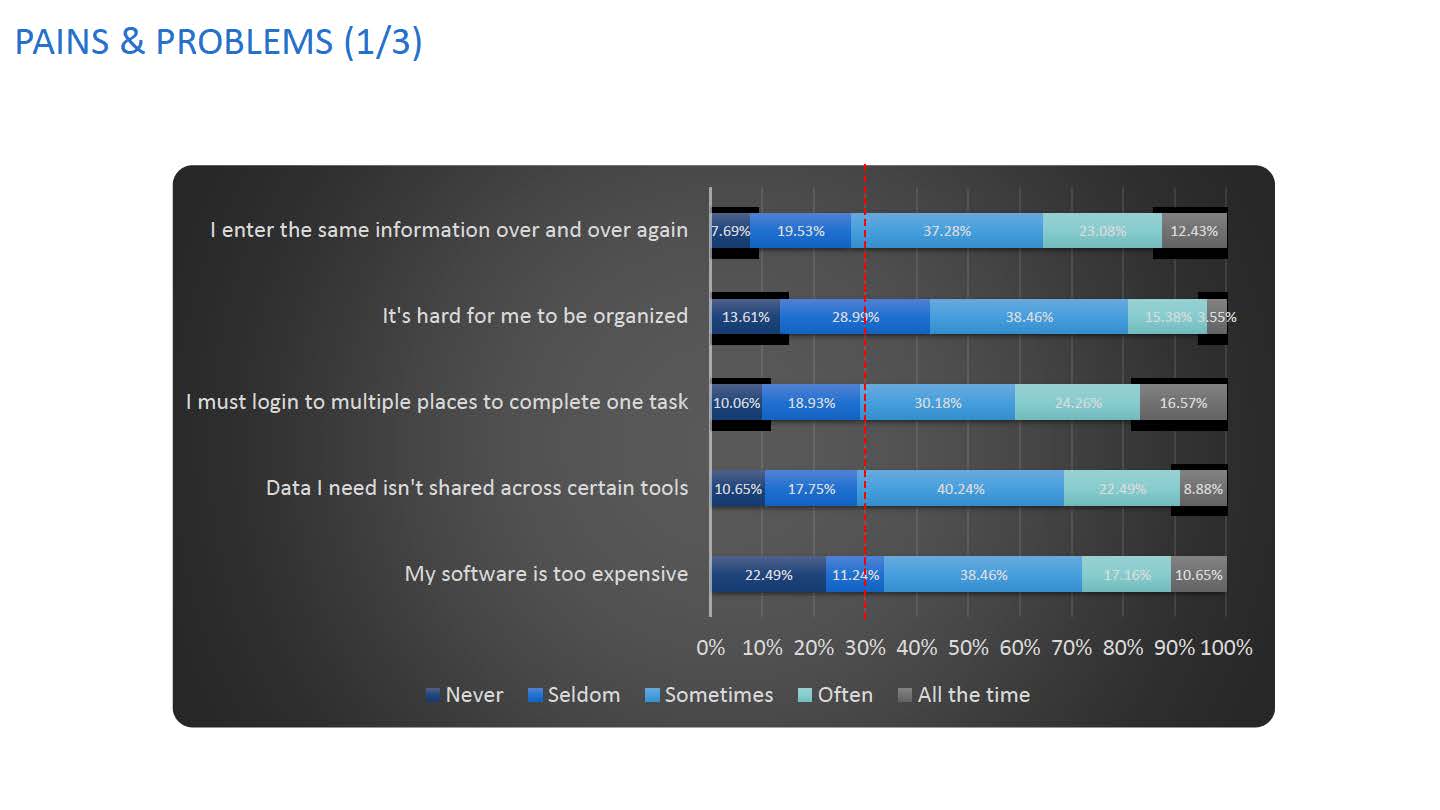 PAINS & PROBLEMS (1/3)
I enter the same information over and over again 7.69% 19.53% 37.28% 23.08% 12.43%
It's hard for me to be organized 13.61% 28.99% 38.46% 15.38% 3.55%
I must login to multiple places to complete one task 10.06% 18.93% 30.18% 24.26% 16.57%
Data I need isn't shared across certain tools 10.65% 17.75% 40.24% 22.49% 8.88%
My software is too expensive 22.49% 11.24% 38.46% 17.16% 10.65%
0% 10% 20% 30% 40% 50% 60% 70% 80% 90% 100%
Never Seldom Sometimes Often All the time